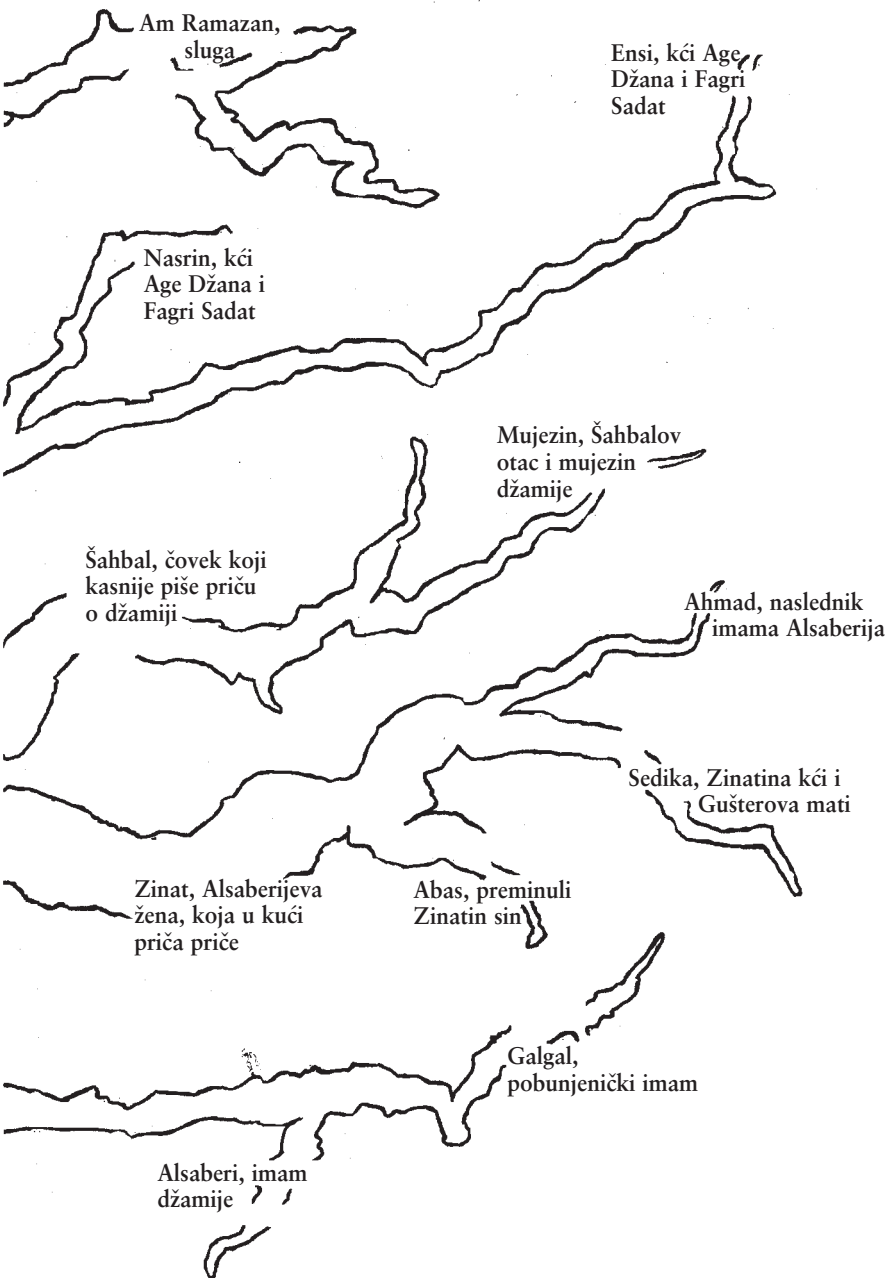 Am Ramazan,
sluga
Ensi, kći Age
Džana i Fagri
Sadat
Nasrin, kći
Age Džana i
Fagri Sadat
Mujezin, Šahbalov
otac i mujezin
džamije
Šahbal, čovek koji
kasnije piše priču
o džamiji
Ahmad, naslednik
imama Alsaberija
Sedika, Zinatina kći i
Gušterova mati
Zinat, Alsaberijeva
žena, koja u kući
priča priče
Abas, preminuli
Zinatin sin
Galgal,
pobunjenički imam
Alsaberi, imam
džamije